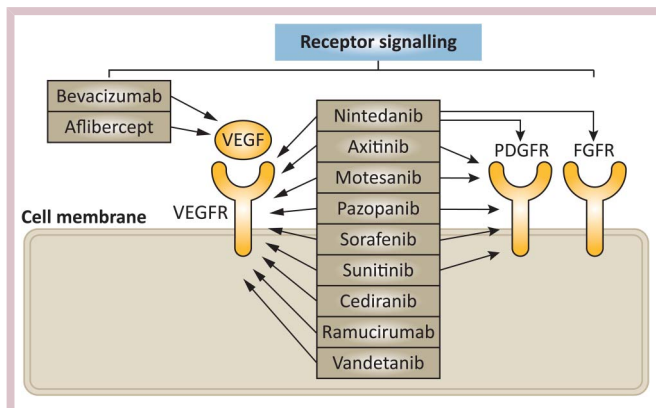 Receptor signalling
Bevacizumab
Aflibercept
VEGF
Nintedanib
Axitinib
Motesanib
Pazopanib
Sorafenib
Sunitinib
Cediranib
Ramucirumab
Vandetanib
PDGFR
FGFR
VEGFR
Cell membrane